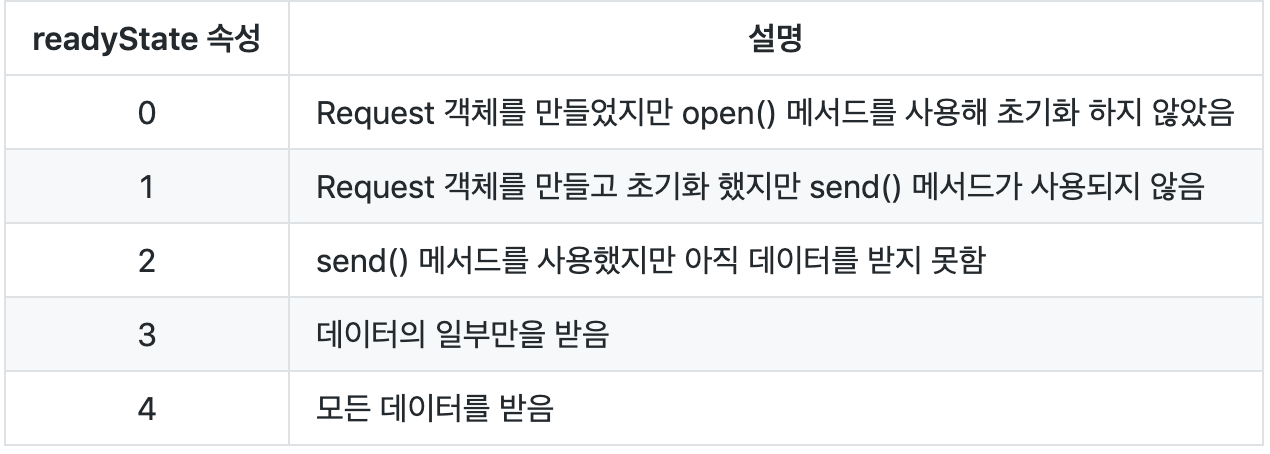 readyState 속성 설명
0 Request 객체를 만들었지만 open() 메서드를 사용해 초기화 하지 않았음
1 Request 객체를 만들고 초기화 했지만 send() 메서드가 사용되지 않음
2 send() 메서드를 사용했지만 아직 데이터를 받지 못함
3 데이터의 일부만을 받음
4 모든 데이터를 받음